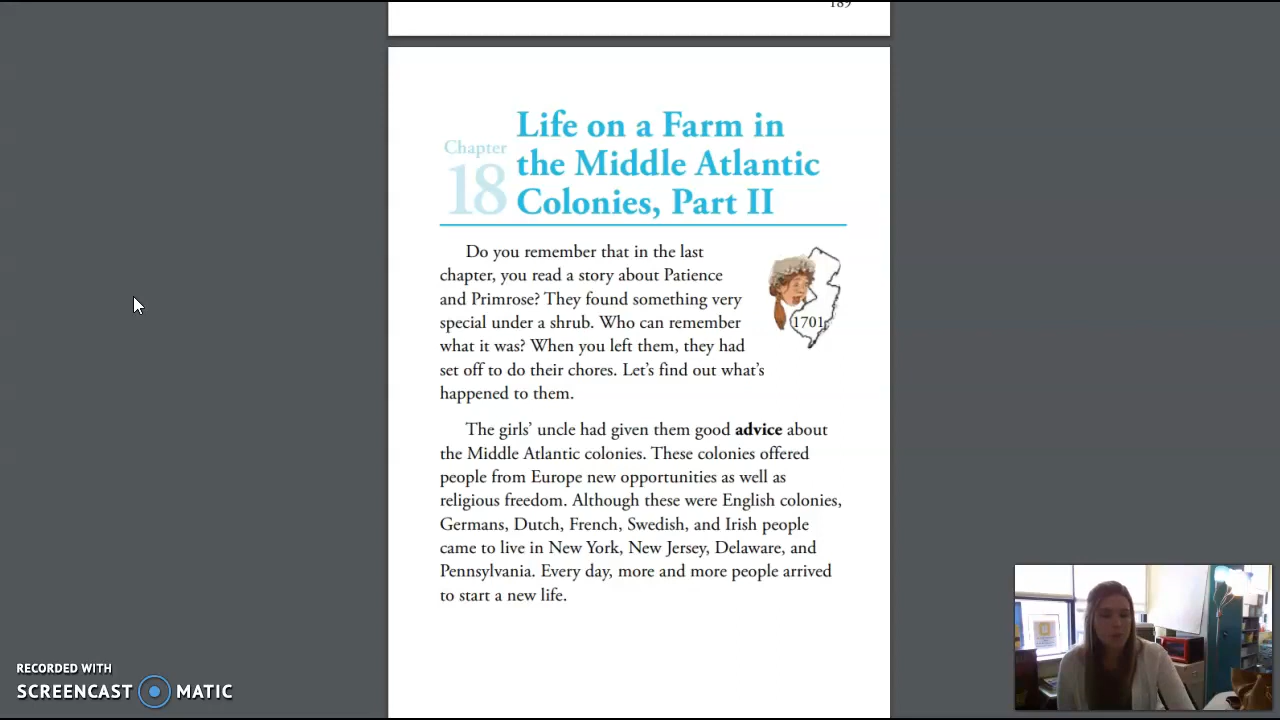 189
Chapter
18
Life on a Farm in
the Middle Atlantic
Colonies, Part II
Do you remember that in the last
chapter, you read a story about Patience
and Primrose? They found something very
special under a shrub. Who can remember
what it was? When you left them, they had
set off to do their chores. Let’s find out what’s
happened to them.
1701
The girls’ uncle had given them good advice about
the Middle Atlantic colonies. These colonies offered
people from Europe new opportunities as well as
religious freedom. Although these were English colonies,
Germans, Dutch, French, Swedish, and Irish people
came to live in New York, New Jersey, Delaware, and
Pennsylvania. Every day, more and more people arrived
to start a new life.
RECORDED WITH
SCREENCAST MATIC